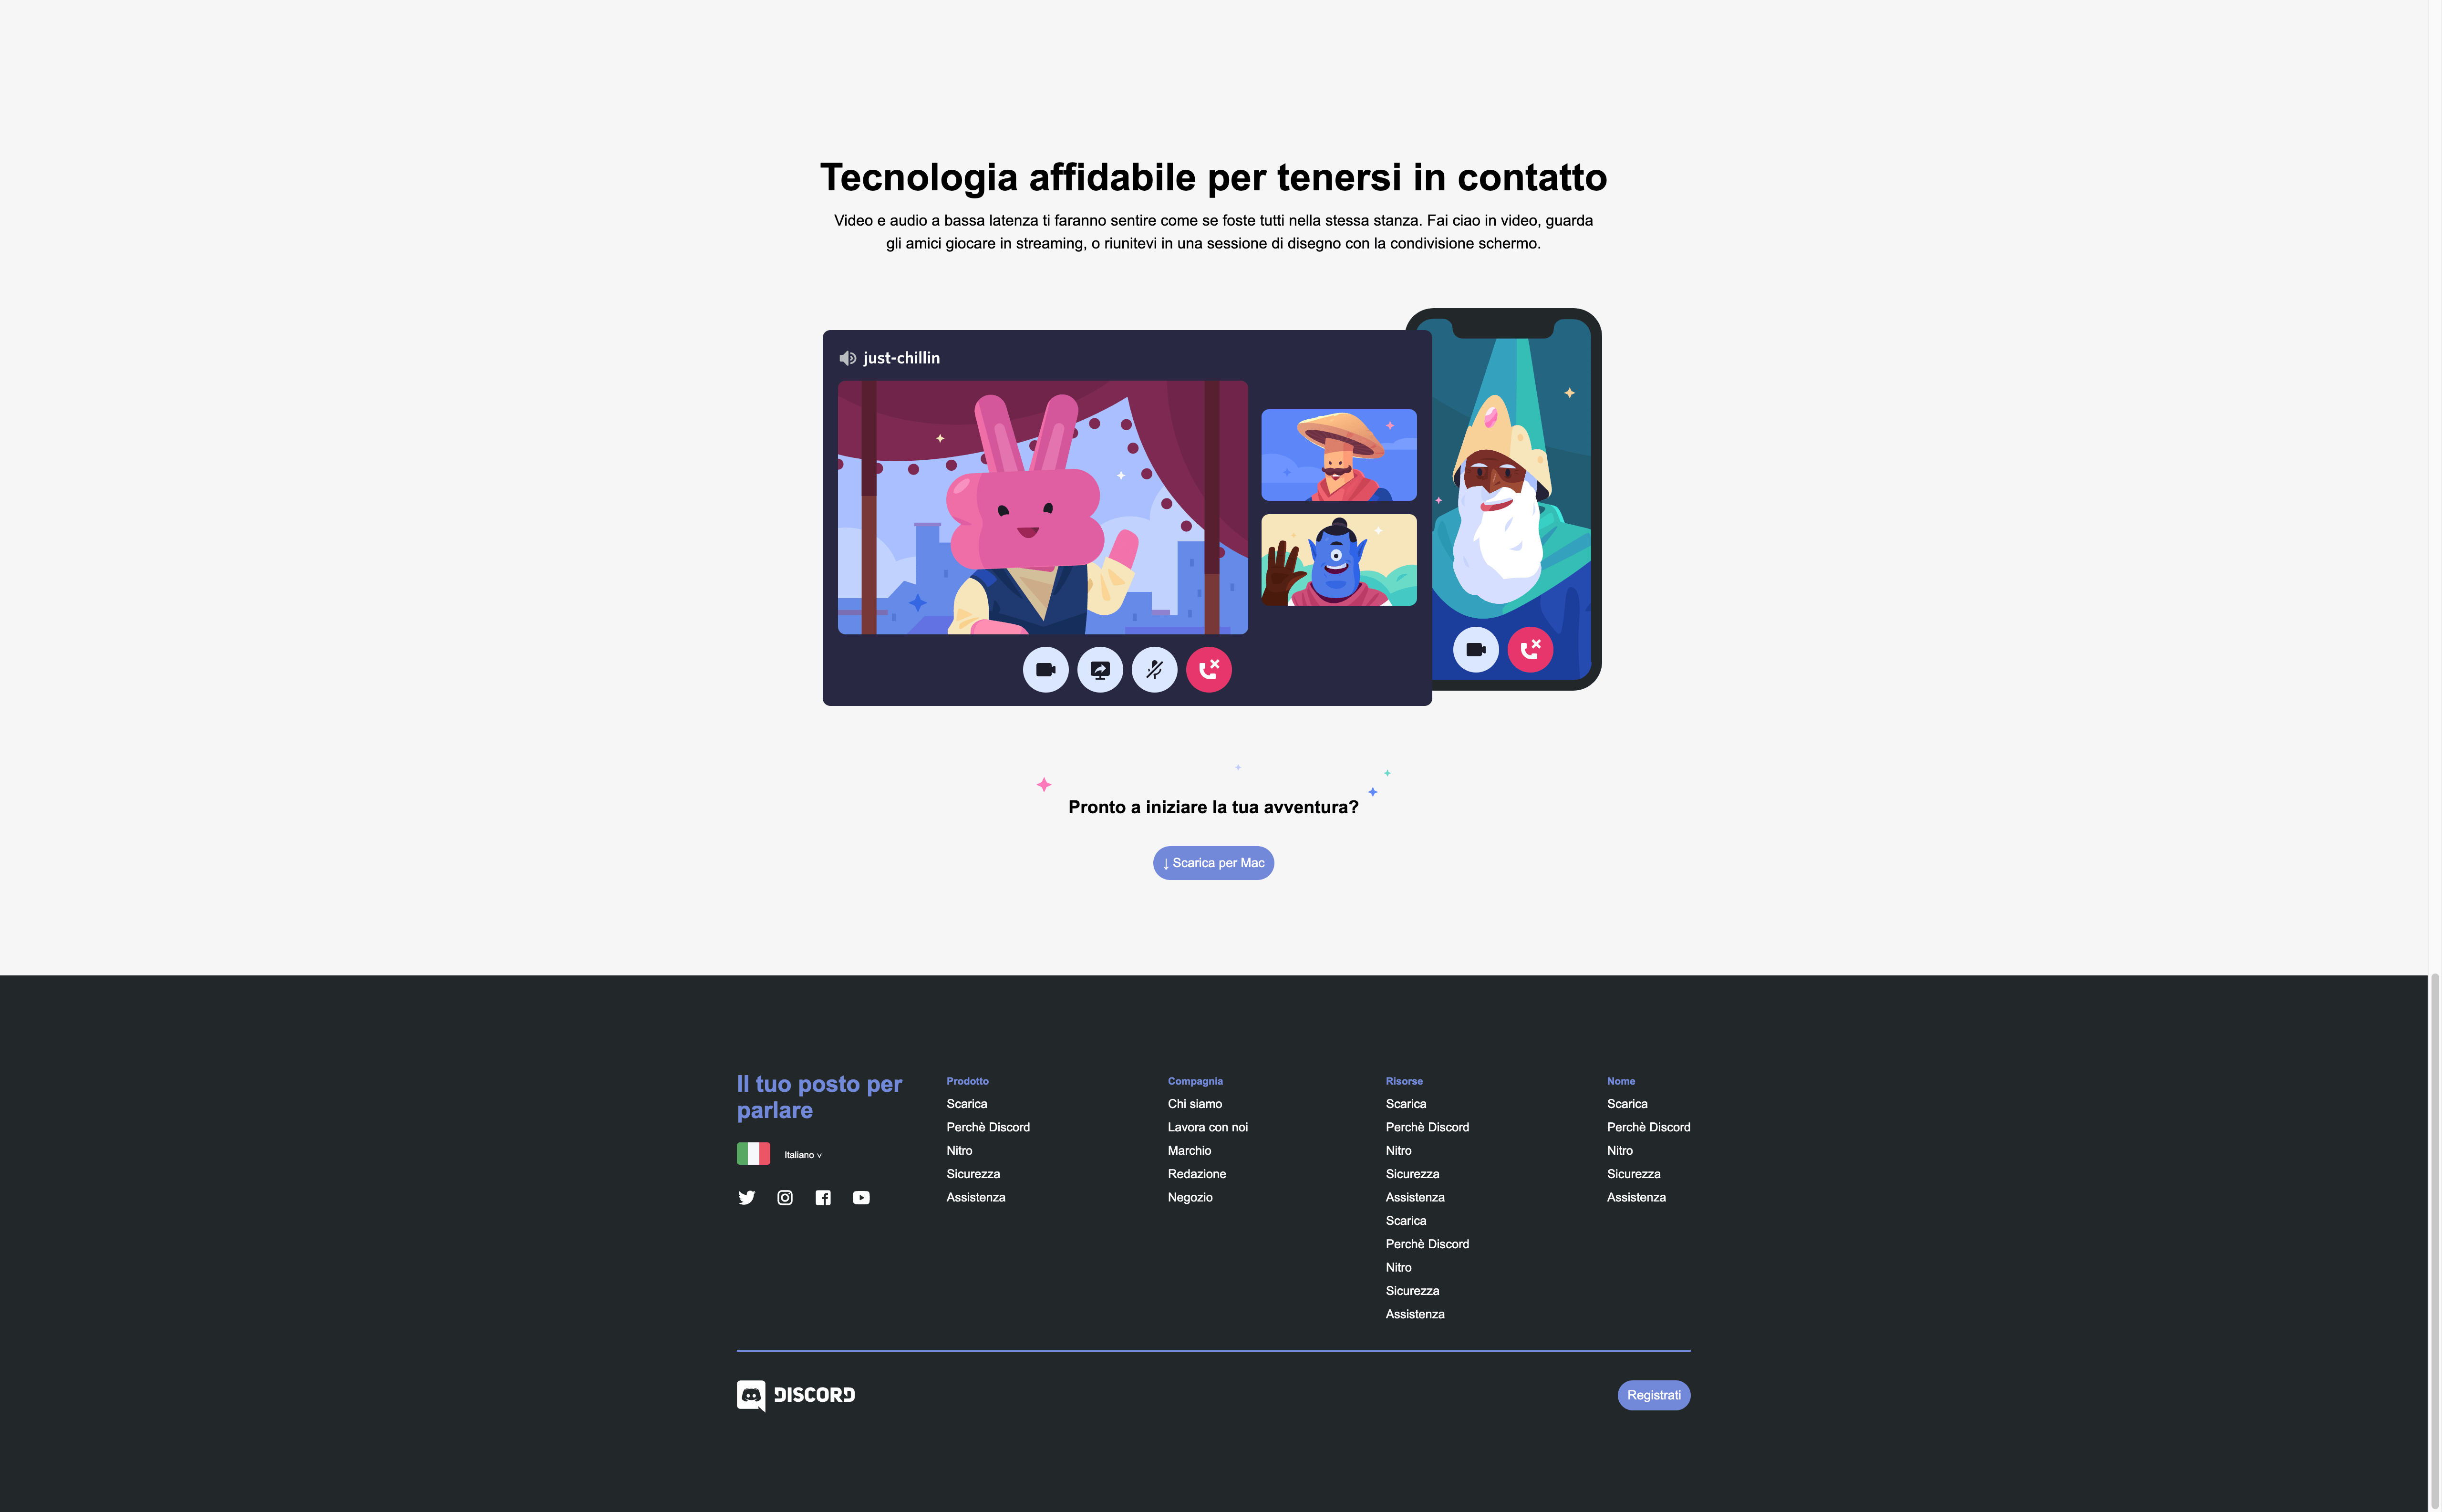 Tecnologia affidabile per tenersi in contatto
Video e audio a bassa latenza ti faranno sentire come se foste tutti nella stessa stanza. Fai ciao in video, guarda
gli amici giocare in streaming, o riunitevi in una sessione di disegno con la condivisione schermo.
just-chillin
Pronto a iniziare la tua avventura?
↓ Scarica per Mac
Il tuo posto per
parlare
Italiano v
Prodotto
Scarica
Perchè Discord
Nitro
Sicurezza
Assistenza
Compagnia
Chi siamo
Lavora con noi
Marchio
Redazione
Negozio
Risorse
Scarica
Perchè Discord
Nitro
Sicurezza
Assistenza
Scarica
Perchè Discord
Nitro
Sicurezza
Assistenza
Nome
Scarica
Perchè Discord
Nitro
Sicurezza
Assistenza
DISCORD
Registrati